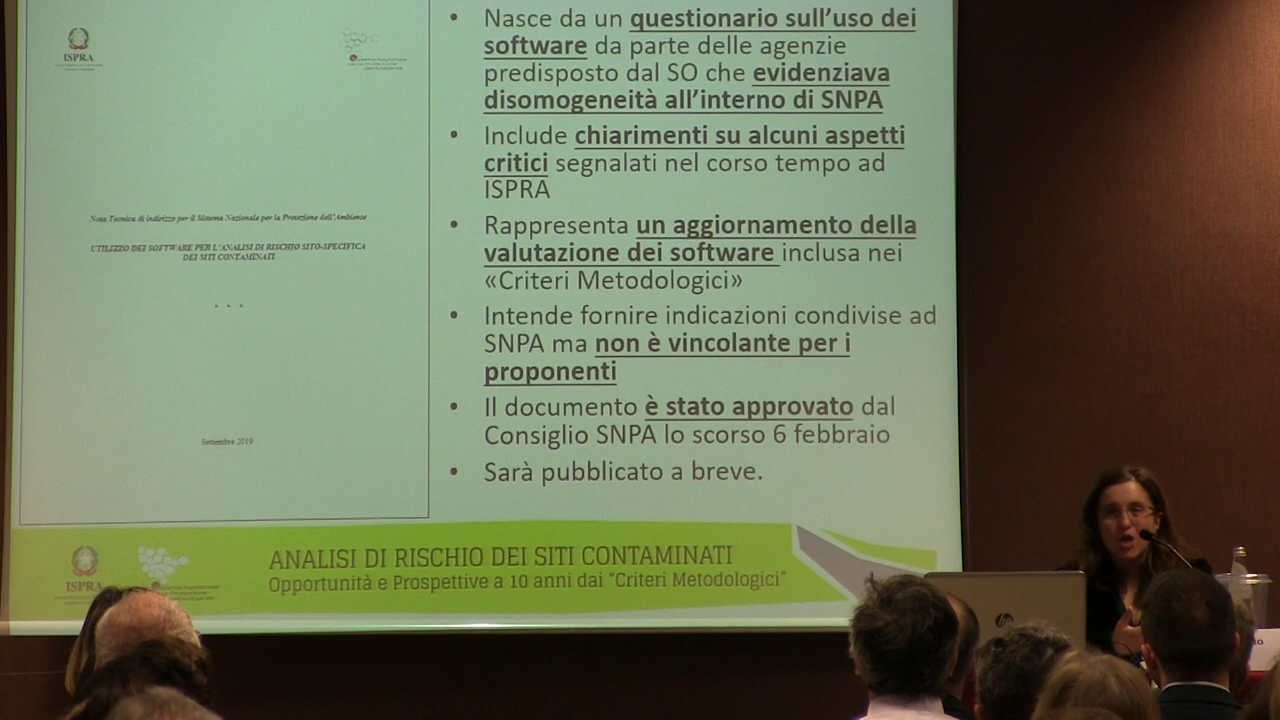 ISPRA
Nota Tecnica di indirizzo per il Sistema Nazionale per la Protezione dell'Ambiente
UTILIZZO DEI SOFTWARE PER L'ANALISI DI RISCHIO SITO-SPECIFICA
DEI SITI CONTAMINATI
* * *
Settembre 2019
• Nasce da un questionario sull'uso dei
software da parte delle agenzie
predisposto dal SO che evidenziava
disomogeneità all'interno di SNPA
• Include chiarimenti su alcuni aspetti
critici segnalati nel corso tempo ad
ISPRA
• Rappresenta un aggiornamento della
valutazione dei software inclusa nei
«Criteri Metodologici»
• Intende fornire indicazioni condivise ad
SNPA ma non è vincolante per i
proponenti
• Il documento è stato approvato dal
Consiglio SNPA lo scorso 6 febbraio
• Sarà pubblicato a breve.
ISPRA
ANALISI DI RISCHIO DEI SITI CONTAMINATI
Opportunità e Prospettive a 10 anni dai "Criteri Metodologici"
hp